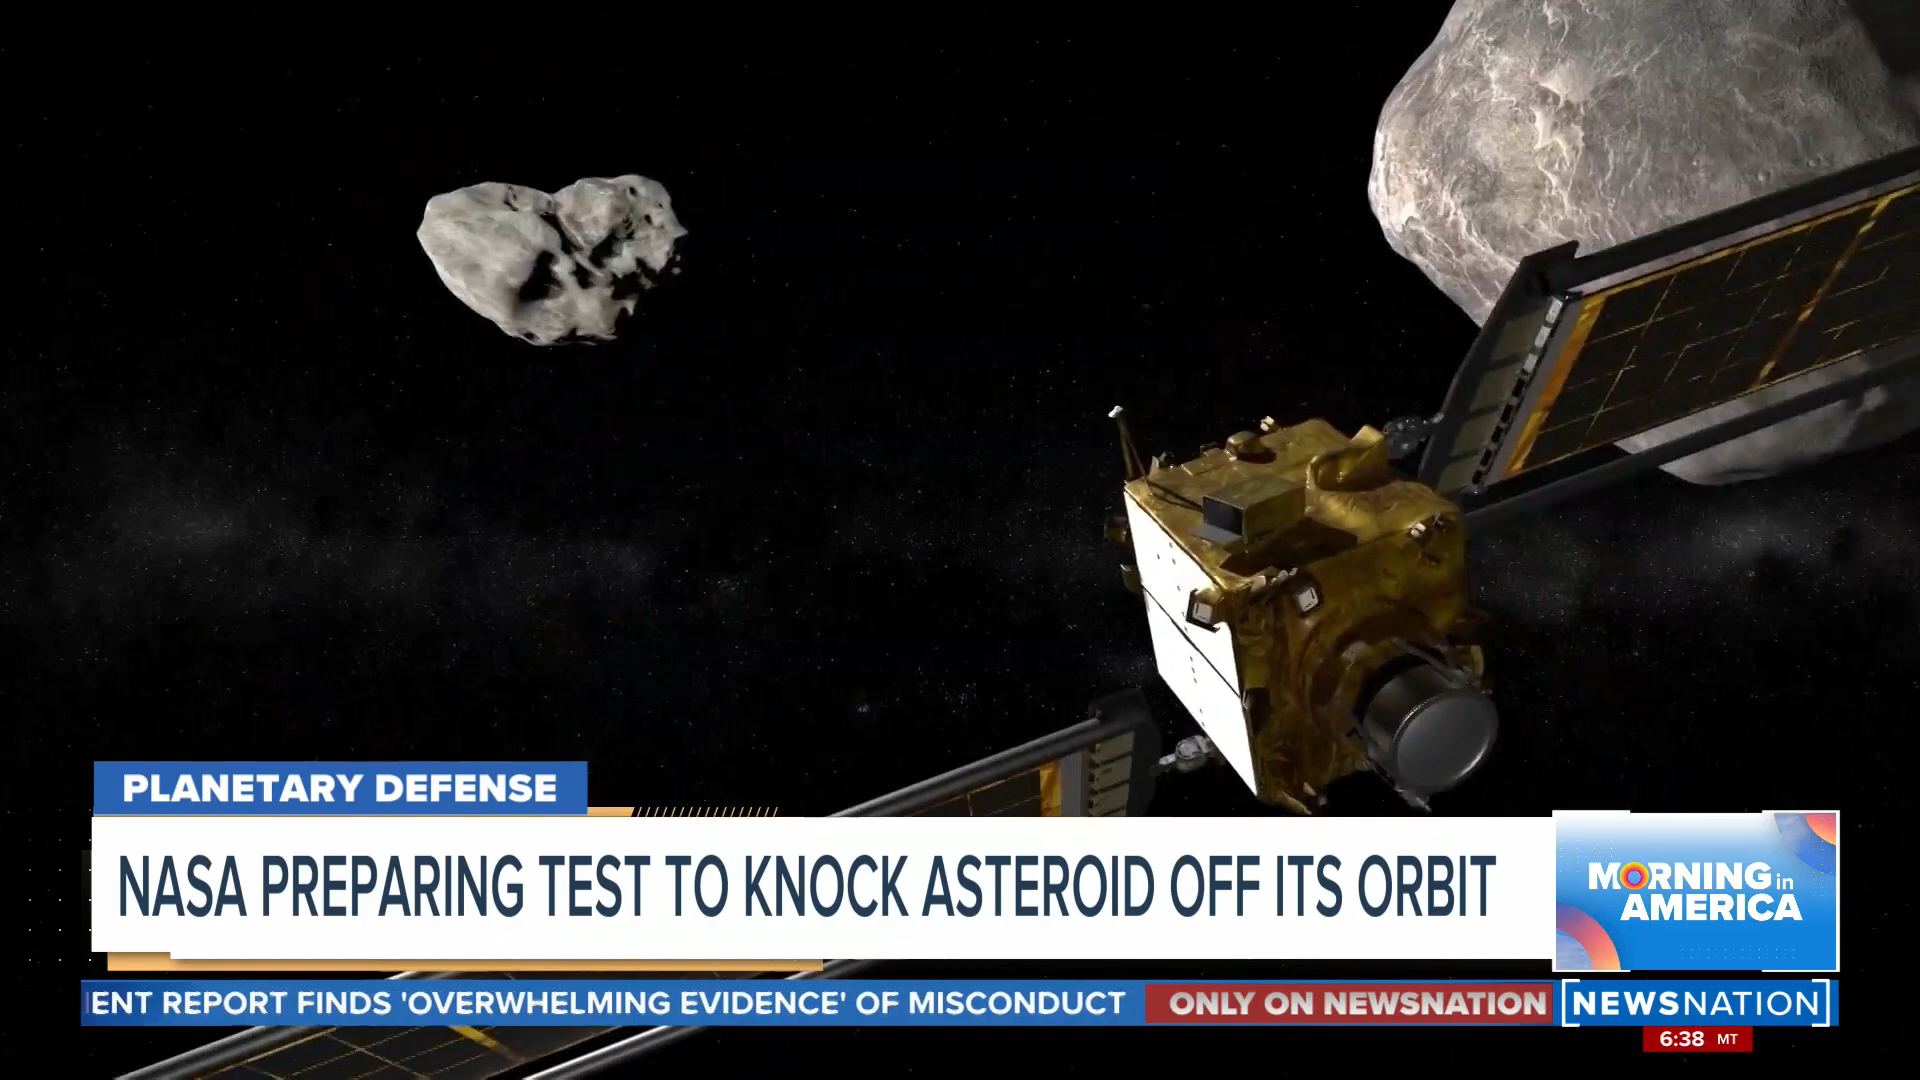 PLANETARY DEFENSE
NASA PREPARING TEST TO KNOCK ASTEROID OFF ITS ORBIT
MORNING in
AMERICA
REPORT FINDS 'OVERWHELMING EVIDENCE' OF MISCONDUCT ONLY ON NEWSNATION NEWSNATION
6:38 MT